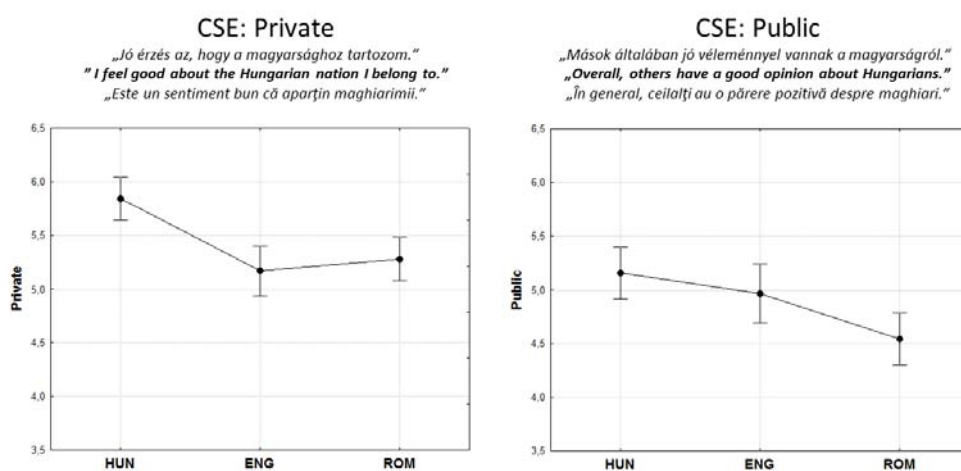 CSE: Private
„Jó érzés az, hogy a magyarsághoz tartozom.“
” I feel good about the Hungarian nation I belong to.”
„Este un sentiment bun că aparțin maghiarimii.“
6,5
6,0
5,5
5,0
4,5
4,0
3,5
Private
HUN ENG ROM
CSE: Public
„Mások általában jó véleménnyel vannak a magyarságról.“
„Overall, others have a good opinion about Hungarians.“
„În general, ceilalți au o părere pozitivă despre maghiari.“
6,5
6,0
5,5
5,0
4,5
4,0
3,5
Public
HUN ENG ROM